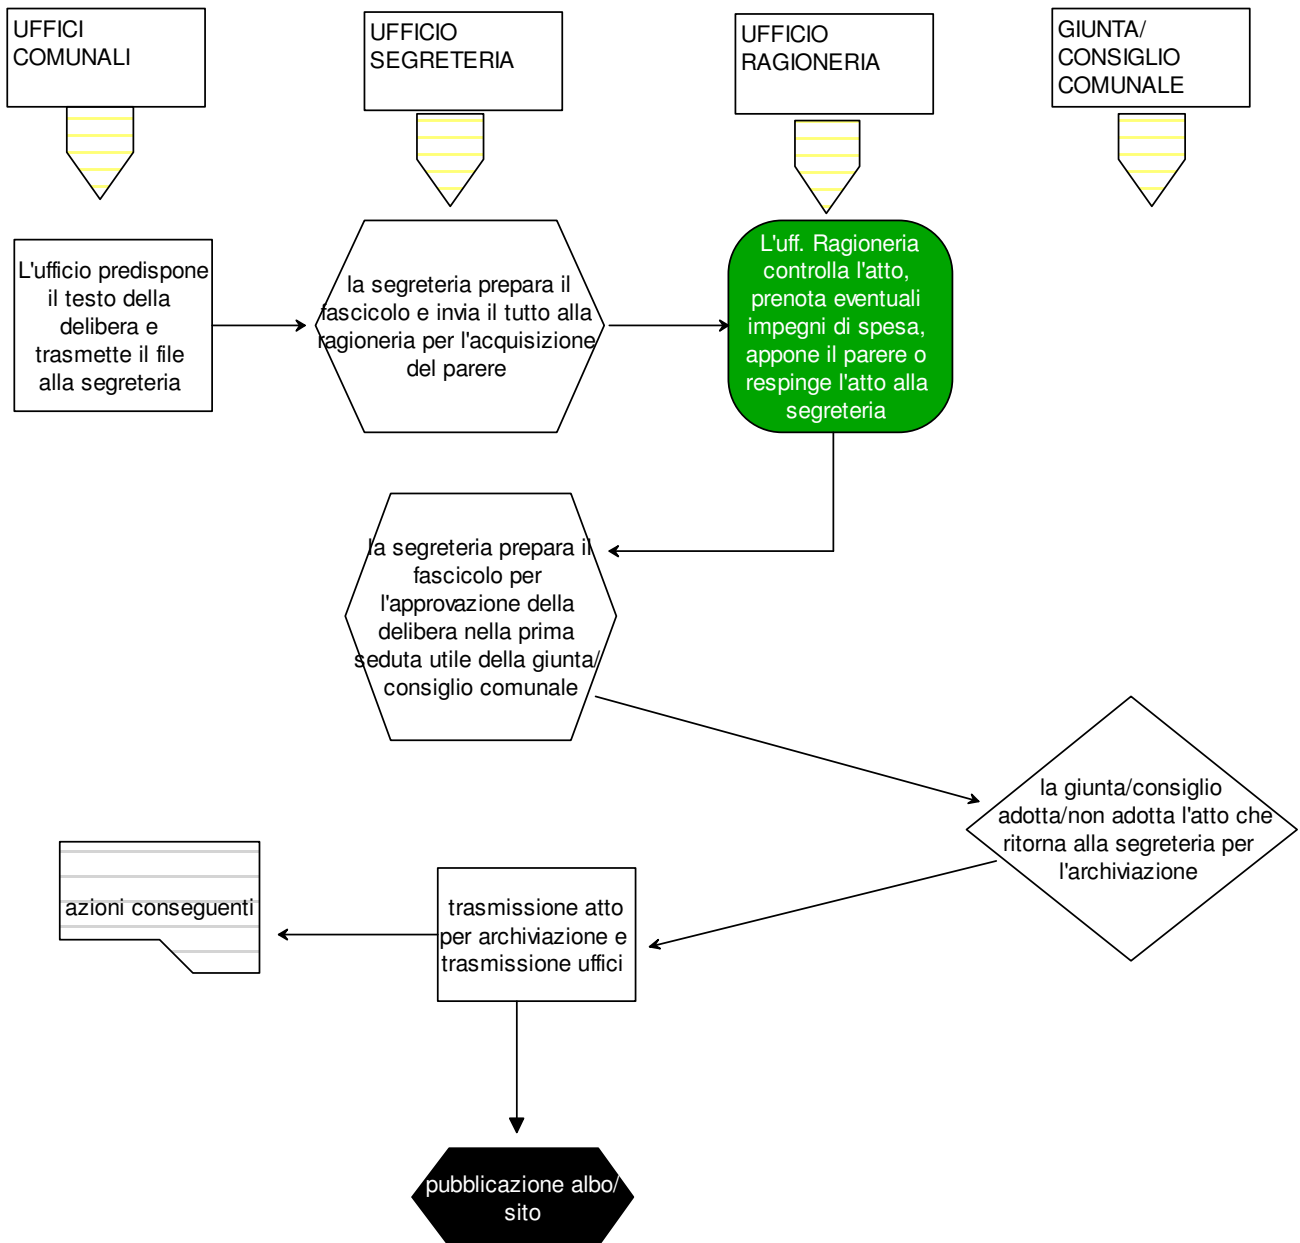 UFFICI
COMUNALI
UFFICIO
SEGRETERIA
UFFICIO
RAGIONERIA
GIUNTA/
CONSIGLIO
COMUNALE
L'ufficio predispone
il testo della
delibera e
trasmette il file
alla segreteria
la segreteria prepara il
fascicolo e invia il tutto alla
ragioneria per l'acquisizione
del parere
L'uff. Ragioneria
controlla l'atto,
prenota eventuali
impegni di spesa,
appone il parere o
respinge l'atto alla
segreteria
la segreteria prepara il
fascicolo per
l'approvazione della
delibera nella prima
seduta utile della giunta/
consiglio comunale
la giunta/consiglio
adotta/non adotta l'atto che
ritorna alla segreteria per
l'archiviazione
azioni conseguenti
trasmissione atto
per archiviazione e
trasmissione uffici
pubblicazione albo/
sito